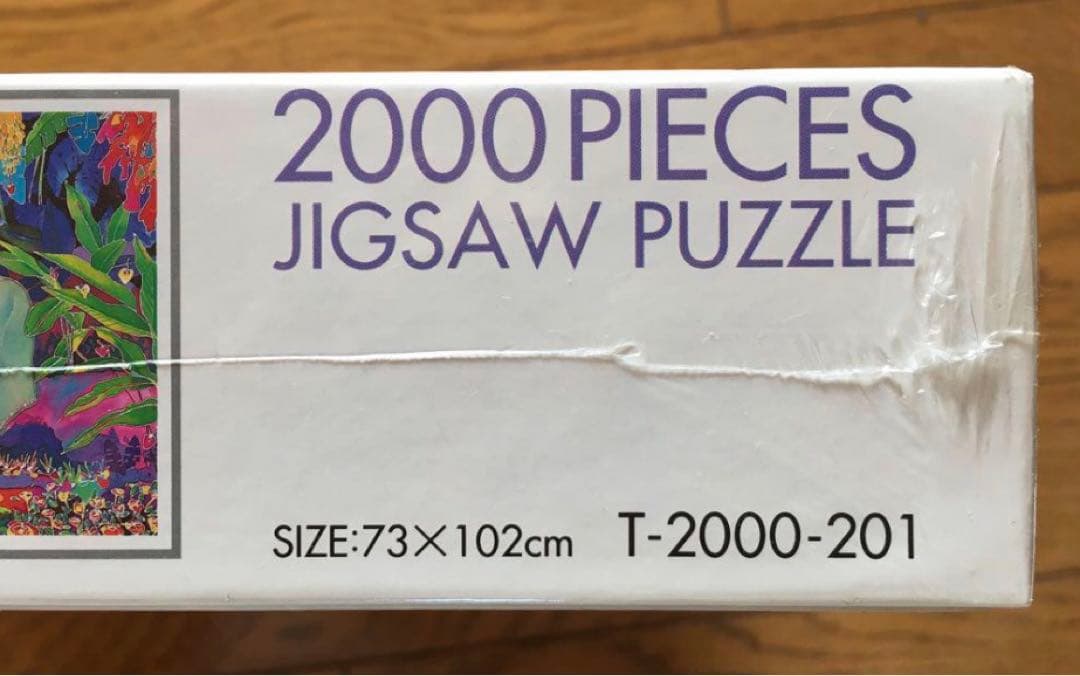 2000 PIECES
JIGSAW PUZZLE
SIZE:73×102cm T-2000-201